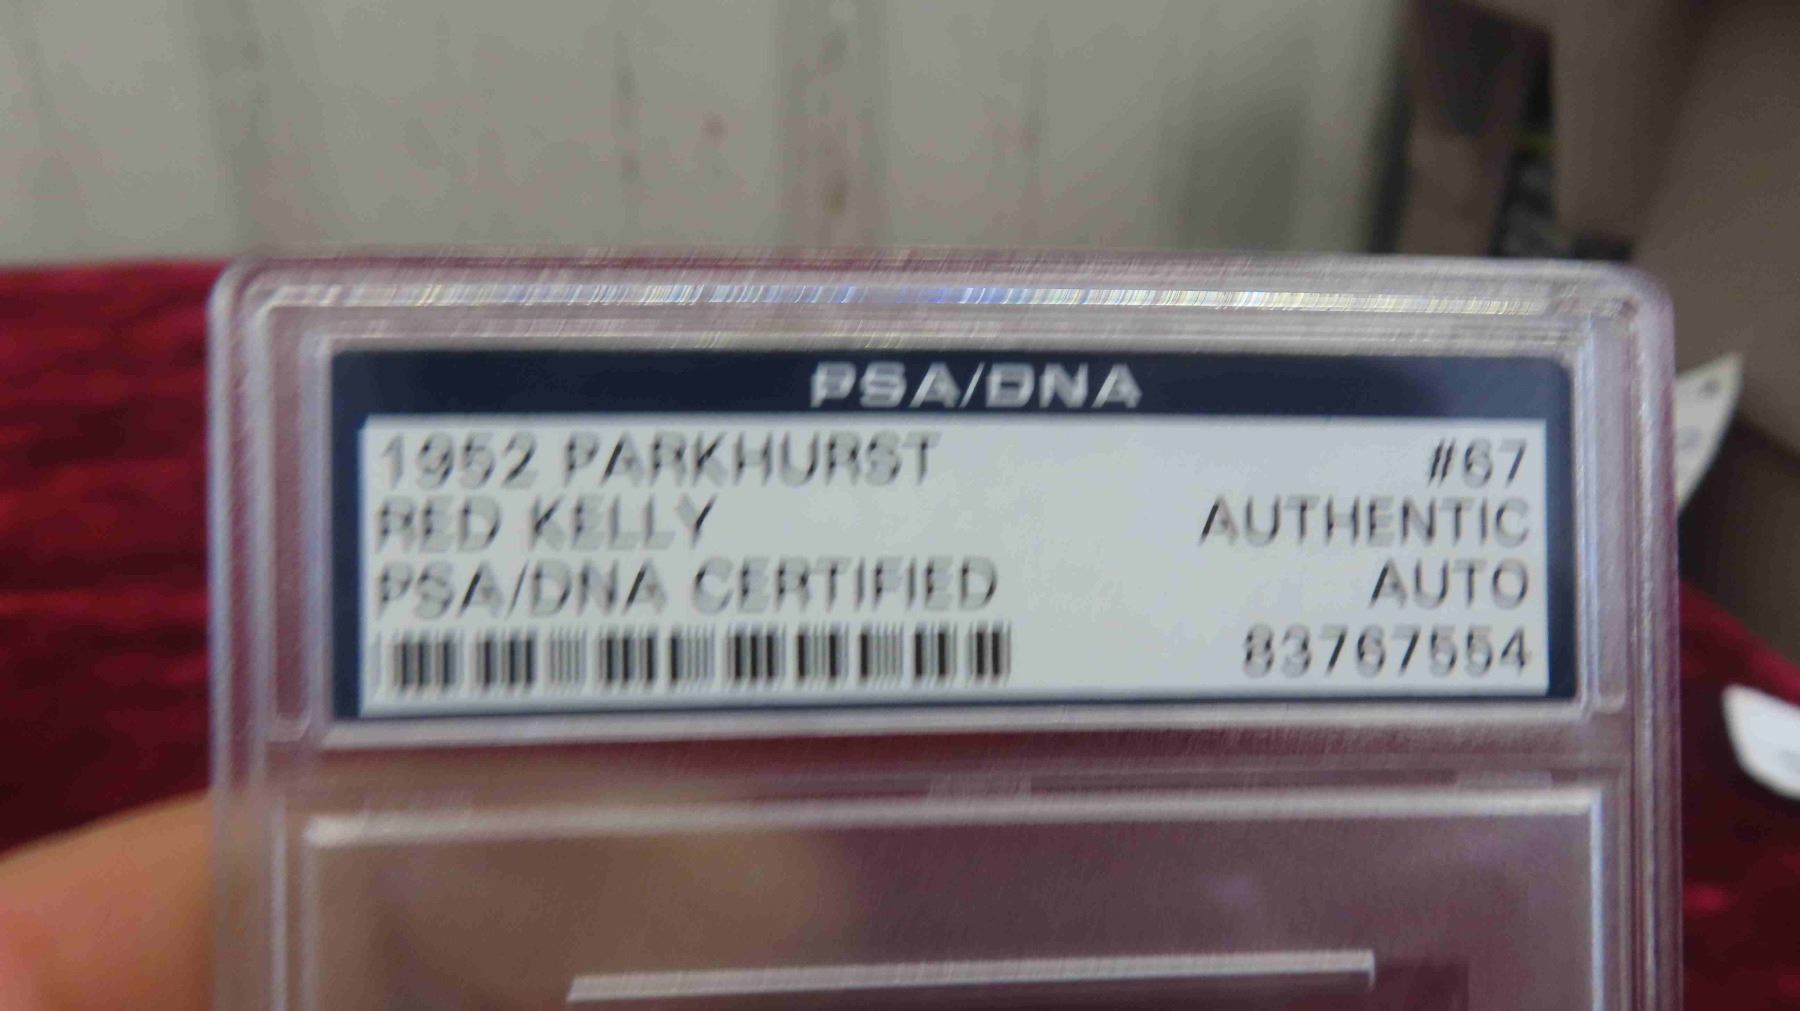 PSA/DNA
1952 PARKHURST #67
RED KELLY AUTHENTIC
PSA/DNA CERTIFIED AUTO
83767554